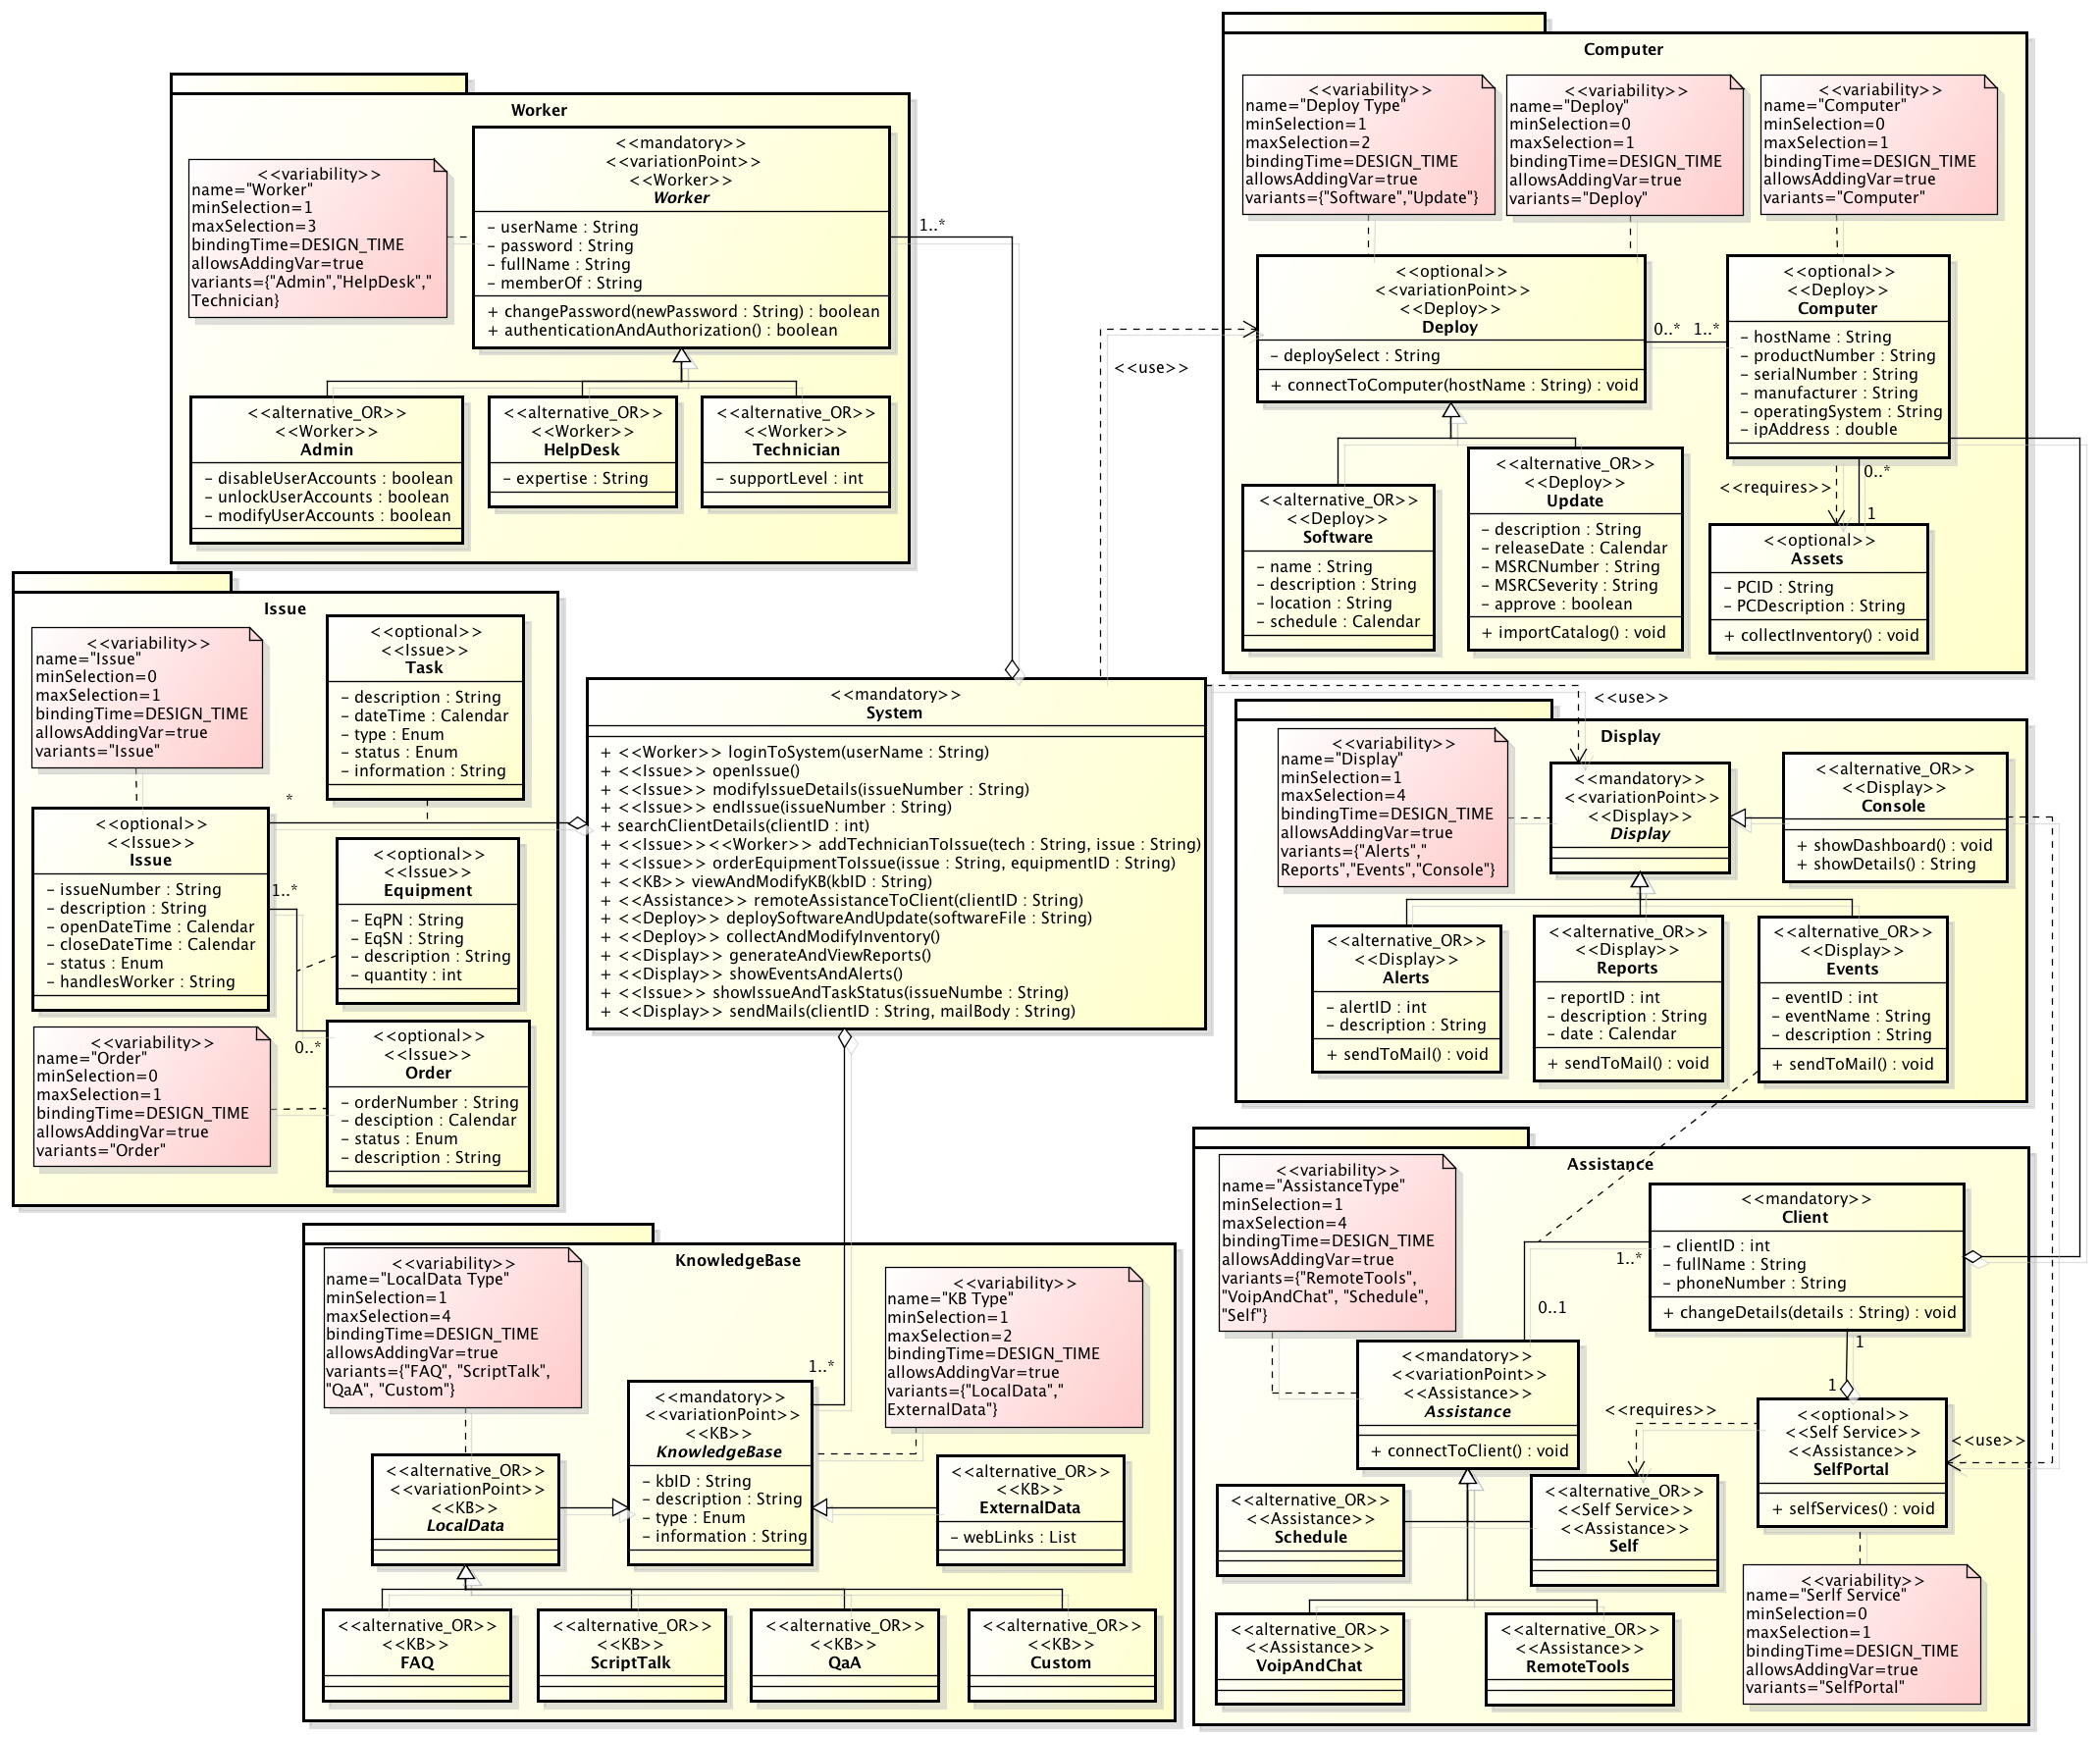 Worker
<<variability>>
name="Worker"
minSelection=1
maxSelection=3
bindingTime=DESIGN_TIME
allowsAddingVar=true
variants={"Admin","HelpDesk","
Technician}
<<mandatory>>
<<variationPoint>>
<<Worker>>
Worker
– userName : String
– password : String
– fullName : String
– memberOf : String
+ changePassword(newPassword : String) : boolean
+ authenticationAndAuthorization() : boolean
1..*
<<alternative_OR>>
<<Worker>>
Admin
– disableUserAccounts : boolean
– unlockUserAccounts : boolean
– modifyUserAccounts : boolean
<<alternative_OR>>
<<Worker>>
HelpDesk
– expertise : String
<<alternative_OR>>
<<Worker>>
Technician
– supportLevel : int
Computer
<<variability>>
name="Deploy Type"
minSelection=1
maxSelection=2
bindingTime=DESIGN_TIME
allowsAddingVar=true
variants={"Software","Update"}
<<variability>>
name="Deploy"
minSelection=0
maxSelection=1
bindingTime=DESIGN_TIME
allowsAddingVar=true
variants="Deploy"
<<variability>>
name="Computer"
minSelection=0
maxSelection=1
bindingTime=DESIGN_TIME
allowsAddingVar=true
variants="Computer"
<<optional>>
<<variationPoint>>
<<Deploy>>
Deploy
– deploySelect : String
+ connectToComputer(hostName : String) : void
0..*
1..*
<<optional>>
<<Deploy>>
Computer
– hostName : String
– productNumber : String
– serialNumber : String
– manufacturer : String
– operatingSystem : String
– ipAddress : double
<<use>>
<<alternative_OR>>
<<Deploy>>
Software
– name : String
– description : String
– location : String
– schedule : Calendar
<<alternative_OR>>
<<Deploy>>
Update
– description : String
– releaseDate : Calendar
– MSRCNumber : String
– MSRCSeverity : String
– approve : boolean
+ importCatalog() : void
<<requires>>
0..*
1
<<optional>>
Assets
– PCID : String
– PCDescription : String
+ collectInventory() : void
Issue
<<variability>>
name="Issue"
minSelection=0
maxSelection=1
bindingTime=DESIGN_TIME
allowsAddingVar=true
variants="Issue"
<<optional>>
<<Issue>>
Task
– description : String
– dateTime : Calendar
– type : Enum
– status : Enum
– information : String
*
<<optional>>
<<Issue>>
Issue
– issueNumber : String
– description : String
– openDateTime : Calendar
– closeDateTime : Calendar
– status : Enum
– handlesWorker : String
1..*
<<optional>>
<<Issue>>
Equipment
– EqPN : String
– EqSN : String
– description : String
– quantity : int
<<variability>>
name="Order"
minSelection=0
maxSelection=1
bindingTime=DESIGN_TIME
allowsAddingVar=true
variants="Order"
0..*
<<optional>>
<<Issue>>
Order
– orderNumber : String
– desciption : Calendar
– status : Enum
– description : String
<<mandatory>>
System
+ <<Worker>> loginToSystem(userName : String)
+ <<Issue>> openIssue()
+ <<Issue>> modifyIssueDetails(issueNumber : String)
+ <<Issue>> endIssue(issueNumber : String)
+ searchClientDetails(clientID : int)
+ <<Issue>><<Worker>> addTechnicianToIssue(tech : String, issue : String)
+ <<Issue>> orderEquipmentToIssue(issue : String, equipmentID : String)
+ <<KB>> viewAndModifyKB(kbID : String)
+ <<Assistance>> remoteAssistanceToClient(clientID : String)
+ <<Deploy>> deploySoftwareAndUpdate(softwareFile : String)
+ <<Deploy>> collectAndModifyInventory()
+ <<Display>> generateAndViewReports()
+ <<Display>> showEventsAndAlerts()
+ <<Issue>> showIssueAndTaskStatus(issueNumbe : String)
+ <<Display>> sendMails(clientID : String, mailBody : String)
<<use>>
Display
<<variability>>
name="Display"
minSelection=1
maxSelection=4
bindingTime=DESIGN_TIME
allowsAddingVar=true
variants={"Alerts","
Reports","Events","Console"}
<<mandatory>>
<<variationPoint>>
<<Display>>
Display
<<alternative_OR>>
<<Display>>
Console
+ showDashboard() : void
+ showDetails() : String
<<alternative_OR>>
<<Display>>
Alerts
– alertID : int
– description : String
+ sendToMail() : void
<<alternative_OR>>
<<Display>>
Reports
– reportID : int
– description : String
– date : Calendar
+ sendToMail() : void
<<alternative_OR>>
<<Display>>
Events
– eventID : int
– eventName : String
– description : String
+ sendToMail() : void
KnowledgeBase
<<variability>>
name="LocalData Type"
minSelection=1
maxSelection=4
bindingTime=DESIGN_TIME
allowsAddingVar=true
variants={"FAQ", "ScriptTalk",
"QaA", "Custom"}
<<variability>>
name="KB Type"
minSelection=1
maxSelection=2
bindingTime=DESIGN_TIME
allowsAddingVar=true
variants={"LocalData","
ExternalData"}
1..*
<<mandatory>>
<<variationPoint>>
<<KB>>
KnowledgeBase
– kbID : String
– description : String
– type : Enum
– information : String
<<alternative_OR>>
<<variationPoint>>
<<KB>>
LocalData
<<alternative_OR>>
<<KB>>
ExternalData
– webLinks : List
<<alternative_OR>>
<<KB>>
FAQ
<<alternative_OR>>
<<KB>>
ScriptTalk
<<alternative_OR>>
<<KB>>
QaA
<<alternative_OR>>
<<KB>>
Custom
Assistance
<<variability>>
name="AssistanceType"
minSelection=1
maxSelection=4
bindingTime=DESIGN_TIME
allowsAddingVar=true
variants={"RemoteTools",
"VoipAndChat", "Schedule",
"Self"}
<<mandatory>>
Client
– clientID : int
– fullName : String
– phoneNumber : String
+ changeDetails(details : String) : void
1..*
0..1
1
1
<<mandatory>>
<<variationPoint>>
<<Assistance>>
Assistance
+ connectToClient() : void
<<requires>>
<<optional>>
<<Self Service>>
<<Assistance>>
SelfPortal
+ selfServices() : void
<<use>>
<<alternative_OR>>
<<Assistance>>
Schedule
<<alternative_OR>>
<<Self Service>>
<<Assistance>>
Self
<<alternative_OR>>
<<Assistance>>
VoipAndChat
<<alternative_OR>>
<<Assistance>>
RemoteTools
<<variability>>
name="Serlf Service"
minSelection=0
maxSelection=1
bindingTime=DESIGN_TIME
allowsAddingVar=true
variants="SelfPortal"